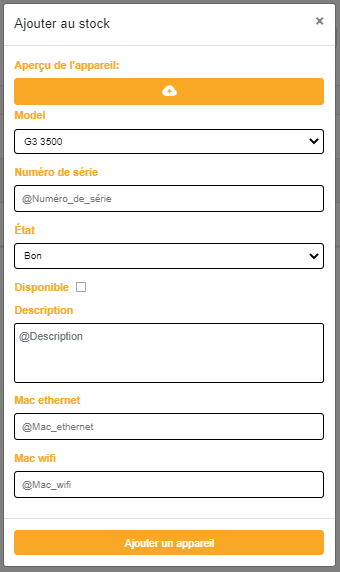 Ajouter au stock ×
Aperçu de l'appareil:
Model
G3 3500
Numéro de série
@Numéro_de_série
État
Bon
Disponible
Description
@Description
Mac ethernet
@Mac_ethernet
Mac wifi
@Mac_wifi
Ajouter un appareil